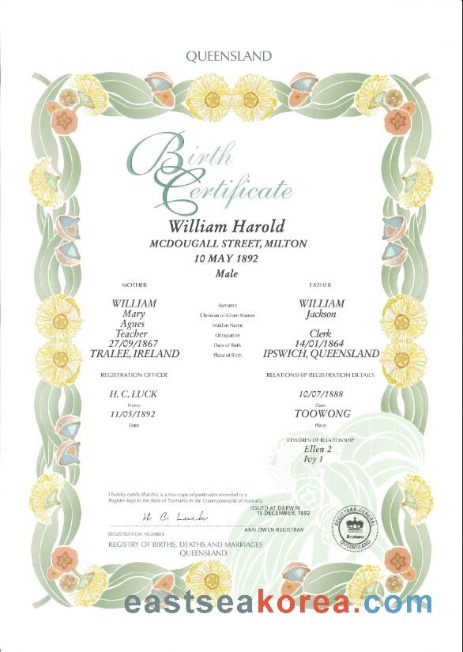 QUEENSLAND
Birth
Certificate
William Harold
MCDOUGALL STREET, MILTON
10 MAY 1892
Male
MOTHER FATHER
WILLIAM Surname WILLIAM
Mary Christian or Given Names Jackson
Agnes Maiden Name
Teacher Occupation Clerk
27/09/1867 Date of Birth 14/01/1864
TRALEE, IRELAND Place of Birth IPSWICH, QUEENSLAND
REGISTRATION OFFICER RELATIONSHIP REGISTRATION DETAILS
H. C. LUCK 10/07/1888
Name Date
11/05/1892 TOOWONG
Date Place
CHILDREN OF RELATIONSHIP
Ellen 2
Ivy 1
I hereby certify that this is a true copy of particulars recorded in a
Register kept in the State of Tasmania in the Commonwealth of Australia
H. C. Luck
ISSUED AT DARWIN
15 DECEMBER, 1892
ANN OWEN REGISTRAR
REGISTRATION NUMBER
REGISTRY OF BIRTHS, DEATHS AND MARRIAGES
QUEENSLAND
REGISTRAR-GENERAL
QUEENSLAND
eastseakorea.com